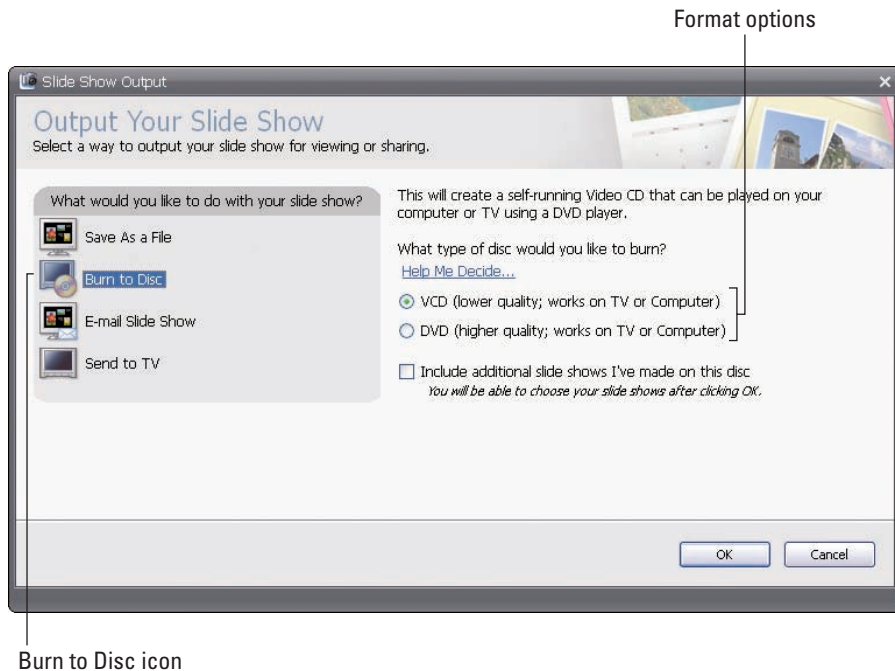 Format options
Slide Show Output
Output Your Slide Show
Select a way to output your slide show for viewing or sharing.
What would you like to do with your slide show?
Save As a File
Burn to Disc
E-mail Slide Show
Send to TV
This will create a self-running Video CD that can be played on your
computer or TV using a DVD player.
What type of disc would you like to burn?
Help Me Decide...
VCD (lower quality; works on TV or Computer)
DVD (higher quality; works on TV or Computer)
Include additional slide shows I've made on this disc
You will be able to choose your slide shows after clicking OK.
OK
Cancel
Burn to Disc icon